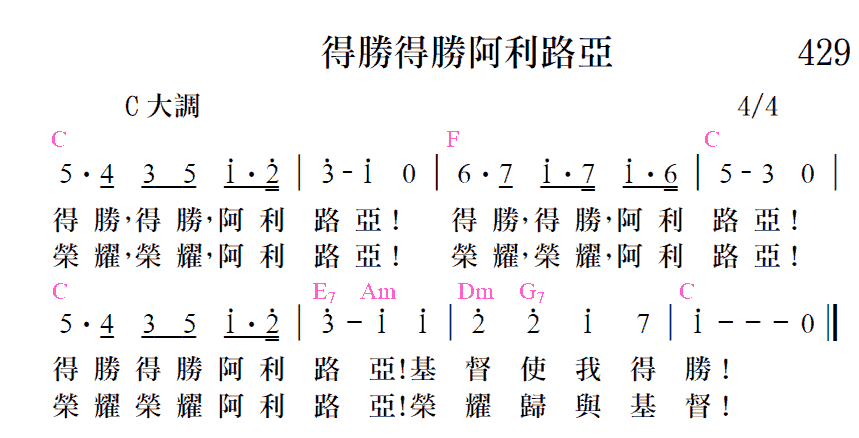 得勝得勝阿利路亞 429
C 大調 4/4
C F C
5 · 4 3 5 i · 2̇ | 3̇ - i 0 | 6 · 7 i · 7 i · 6 | 5 - 3 0 |
得 勝，得 勝，阿 利 路 亞！ 得 勝，得 勝，阿 利 路 亞！
榮 耀，榮 耀，阿 利 路 亞！ 榮 耀，榮 耀，阿 利 路 亞！
C E7 Am Dm G7 C
5 · 4 3 5 i · 2̇ | 3̇ - i i | 2̇ 2̇ i 7 | i - - - 0 ‖
得 勝 得 勝 阿 利 路 亞！基 督 使 我 得 勝！
榮 耀 榮 耀 阿 利 路 亞！榮 耀 歸 與 基 督！